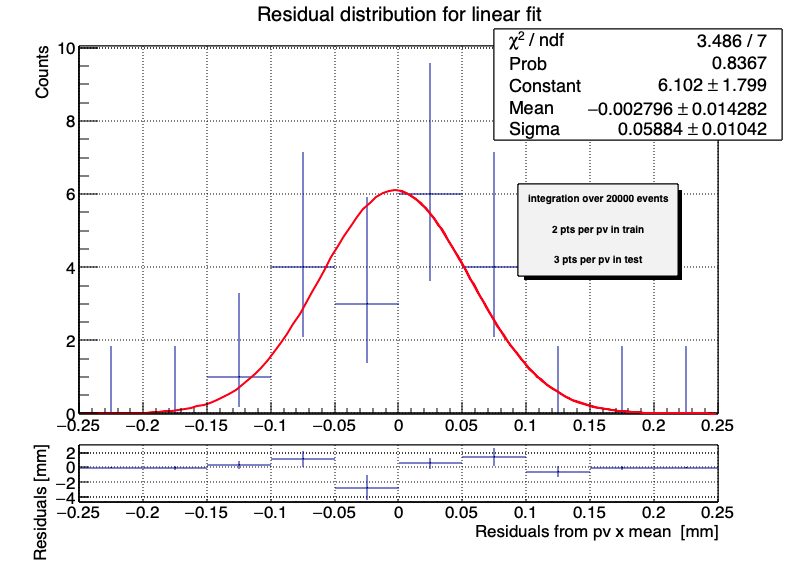 Residual distribution for linear fit
χ² / ndf 3.486 / 7
Prob 0.8367
Constant 6.102 ± 1.799
Mean −0.002796 ± 0.014282
Sigma 0.05884 ± 0.01042
Counts
10
8
6
4
2
0
integration over 20000 events
2 pts per pv in train
3 pts per pv in test
−0.25 −0.2 −0.15 −0.1 −0.05 0 0.05 0.1 0.15 0.2 0.25
Residuals [mm]
2
0
−2
−4
−0.25 −0.2 −0.15 −0.1 −0.05 0 0.05 0.1 0.15 0.2 0.25
Residuals from pv x mean [mm]